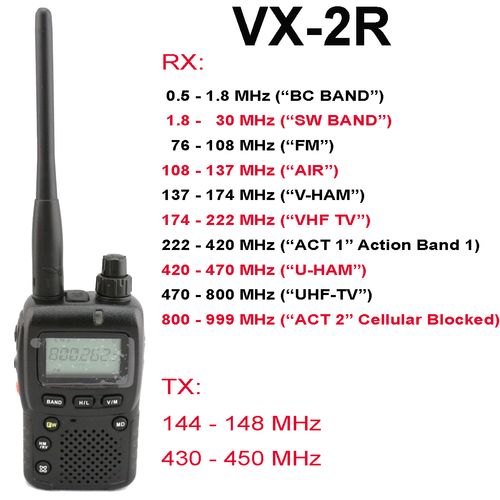 VX-2R
RX:
0.5 - 1.8 MHz (“BC BAND”)
1.8 - 30 MHz (“SW BAND”)
76 - 108 MHz (“FM”)
108 - 137 MHz (“AIR”)
137 - 174 MHz (“V-HAM”)
174 - 222 MHz (“VHF TV”)
222 - 420 MHz (“ACT 1” Action Band 1)
420 - 470 MHz (“U-HAM”)
470 - 800 MHz (“UHF-TV”)
800 - 999 MHz (“ACT 2” Cellular Blocked)
TX:
144 - 148 MHz
430 - 450 MHz
BAND H/L V/M
MD
HM
/RV